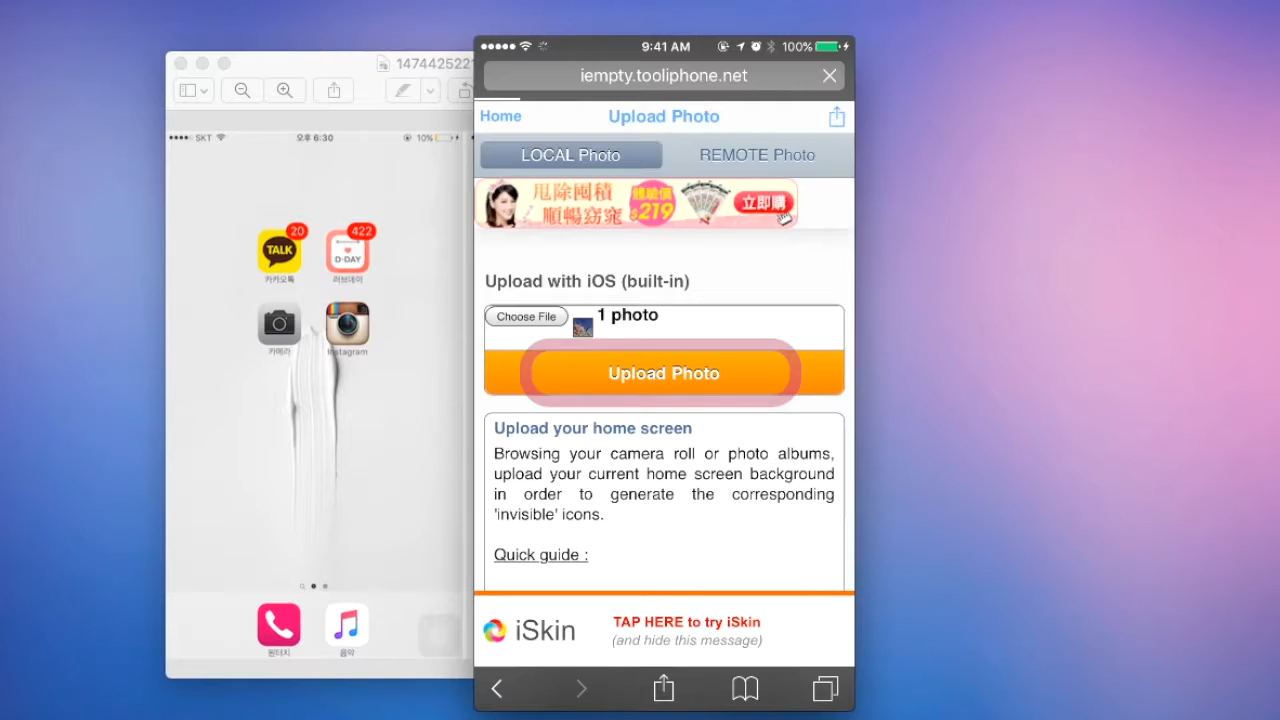 1474425221
SKT
오후 6:30
10%
20
422
TALK
D-DAY
카카오톡
러브데이
카메라
Instagram
원터치
음악
9:41 AM
100%
iempty.tooliphone.net
Home
Upload Photo
LOCAL Photo
REMOTE Photo
甩除囤積
順暢窈窕
體驗價
$219
立即購
Upload with iOS (built-in)
Choose File
1 photo
Upload Photo
Upload your home screen
Browsing your camera roll or photo albums,
upload your current home screen background
in order to generate the corresponding
'invisible' icons.
Quick guide :
iSkin
TAP HERE to try iSkin
(and hide this message)